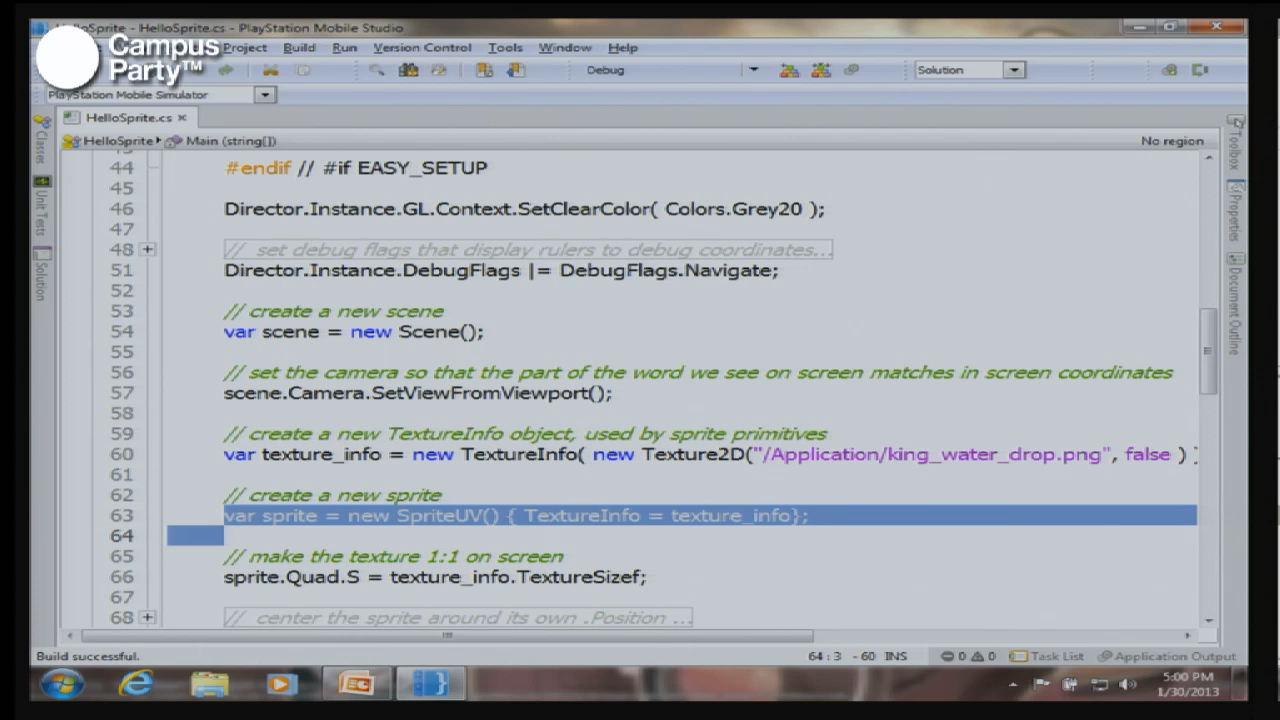 HelloSprite - HelloSprite.cs - PlayStation Mobile Studio
Campus
Party™
Project Build Run Version Control Tools Window Help
Debug
Solution
PlayStation Mobile Simulator
HelloSprite.cs ×
HelloSprite Main (string[])
No region
Classes
Unit Tests
Solution
Toolbox
Properties
Document Outline
44 #endif // #if EASY_SETUP
45
46 Director.Instance.GL.Context.SetClearColor( Colors.Grey20 );
47
48 + // set debug flags that display rulers to debug coordinates...
51 Director.Instance.DebugFlags |= DebugFlags.Navigate;
52
53 // create a new scene
54 var scene = new Scene();
55
56 // set the camera so that the part of the word we see on screen matches in screen coordinates
57 scene.Camera.SetViewFromViewport();
58
59 // create a new TextureInfo object, used by sprite primitives
60 var texture_info = new TextureInfo( new Texture2D("/Application/king_water_drop.png", false )
61
62 // create a new sprite
63 var sprite = new SpriteUV() { TextureInfo = texture_info};
64
65 // make the texture 1:1 on screen
66 sprite.Quad.S = texture_info.TextureSizef;
67
68 + // center the sprite around its own .Position ...
Build successful.
64 : 3 - 60 INS
0 0
Task List
Application Output
5:00 PM
1/30/2013